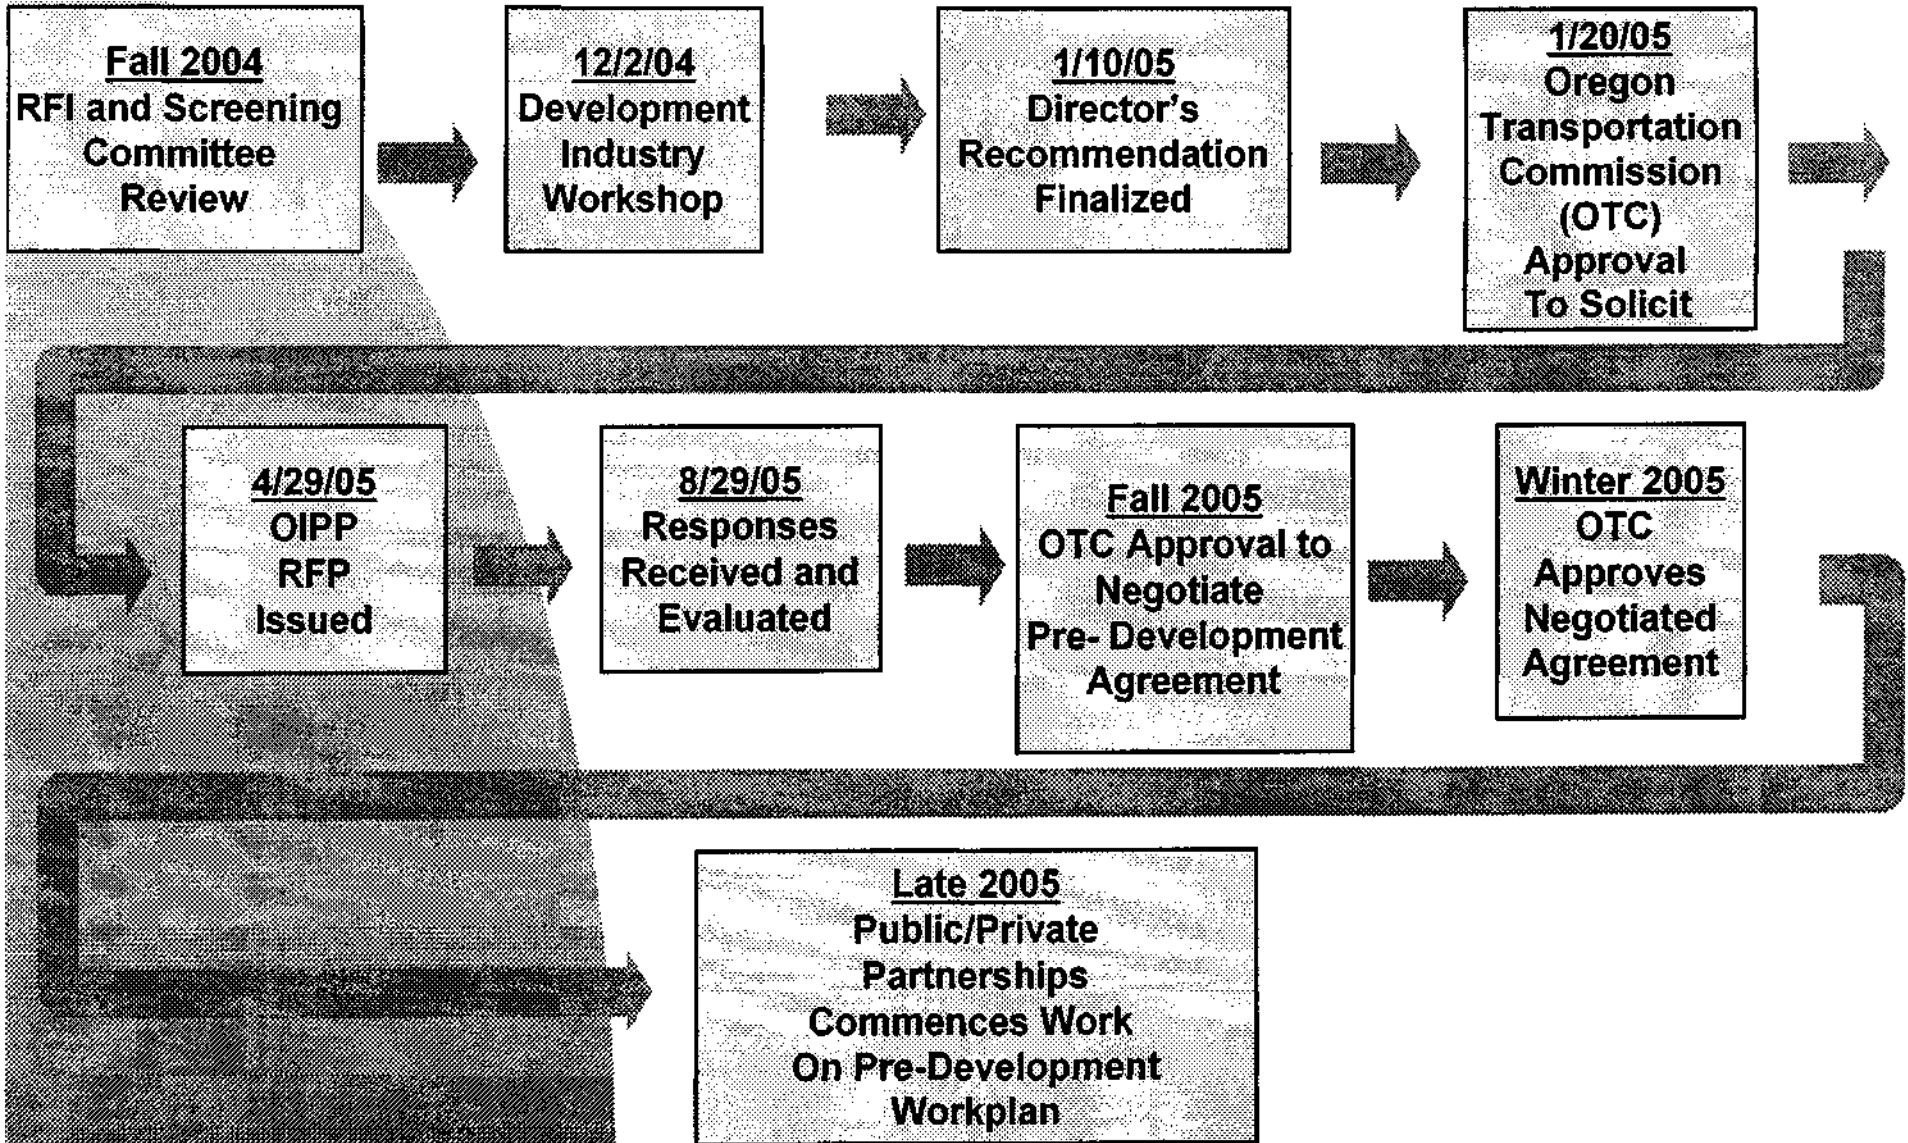 Fall 2004
RFI and Screening
Committee
Review
12/2/04
Development
Industry
Workshop
1/10/05
Director's
Recommendation
Finalized
1/20/05
Oregon
Transportation
Commission
(OTC)
Approval
To Solicit
4/29/05
OIPP
RFP
Issued
8/29/05
Responses
Received and
Evaluated
Fall 2005
OTC Approval to
Negotiate
Pre- Development
Agreement
Winter 2005
OTC
Approves
Negotiated
Agreement
Late 2005
Public/Private
Partnerships
Commences Work
On Pre-Development
Workplan